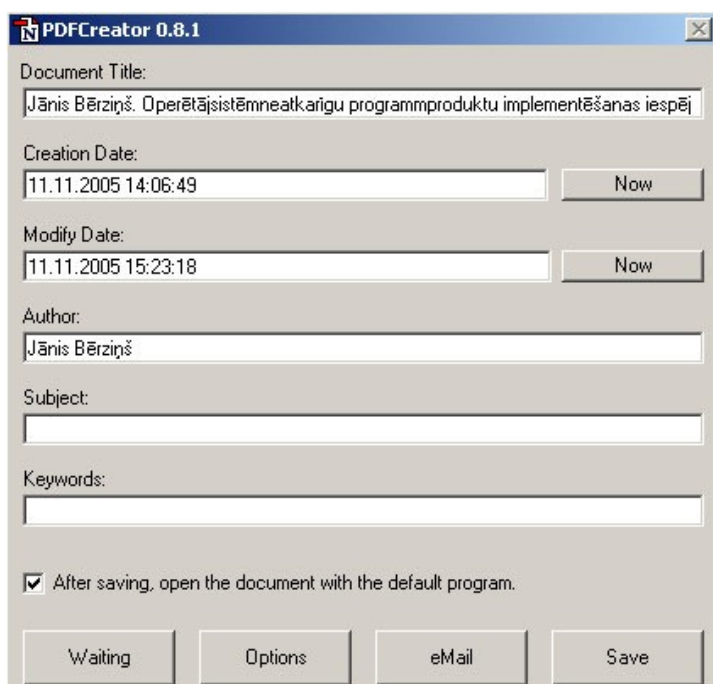 PDFCreator 0.8.1
Document Title:
Jānis Bērziņš. Operētājsistēmneatkarīgu programmproduktu implementēšanas iespēj
Creation Date:
11.11.2005 14:06:49
Now
Modify Date:
11.11.2005 15:23:18
Now
Author:
Jānis Bērziņš
Subject:
Keywords:
After saving, open the document with the default program.
Waiting
Options
eMail
Save